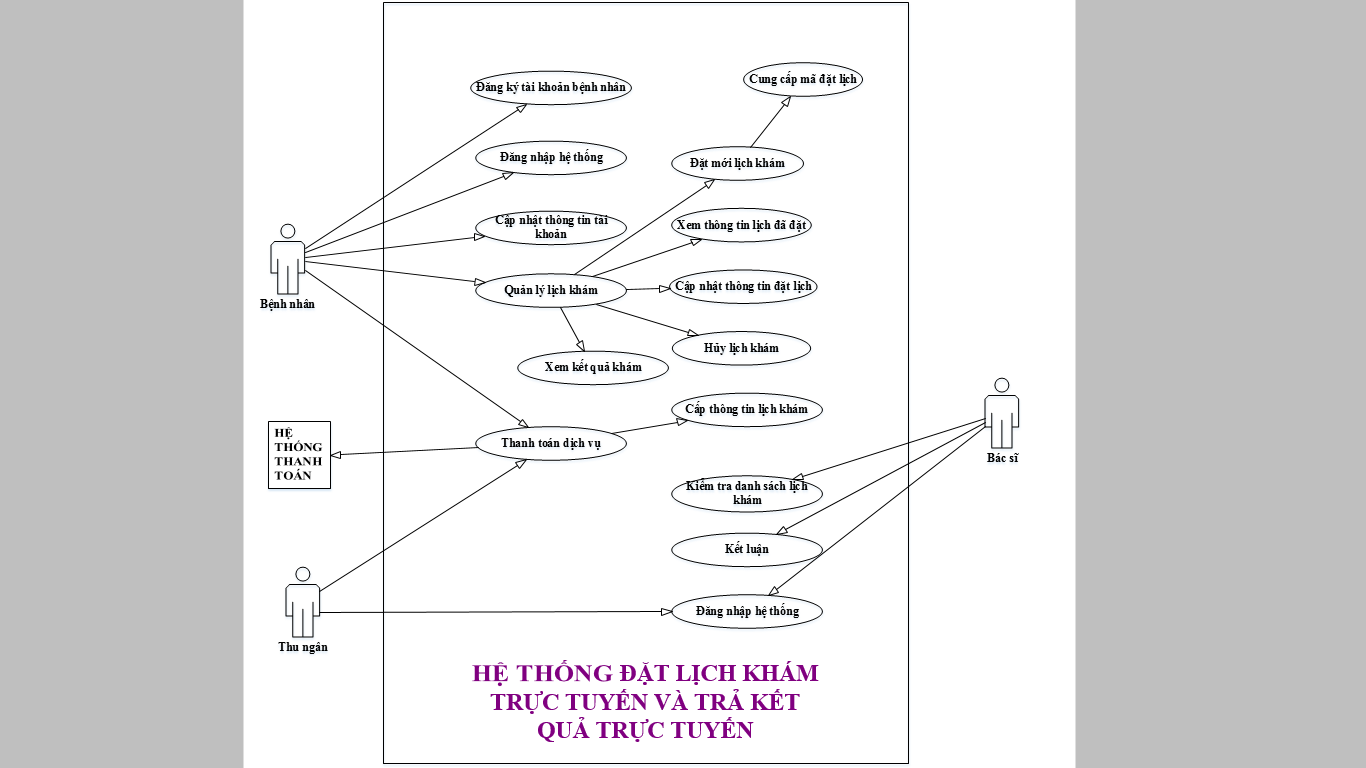 Cung cấp mã đặt lịch
Đăng ký tài khoản bệnh nhân
Đăng nhập hệ thống
Đặt mới lịch khám
Cập nhật thông tin tài
khoản
Xem thông tin lịch đã đặt
Quản lý lịch khám
Cập nhật thông tin đặt lịch
Bệnh nhân
Hủy lịch khám
Xem kết quả khám
Cấp thông tin lịch khám
Thanh toán dịch vụ
HỆ
THỐNG
THANH
TOÁN
Bác sĩ
Kiểm tra danh sách lịch
khám
Kết luận
Đăng nhập hệ thống
Thu ngân
HỆ THỐNG ĐẶT LỊCH KHÁM
TRỰC TUYẾN VÀ TRẢ KẾT
QUẢ TRỰC TUYẾN